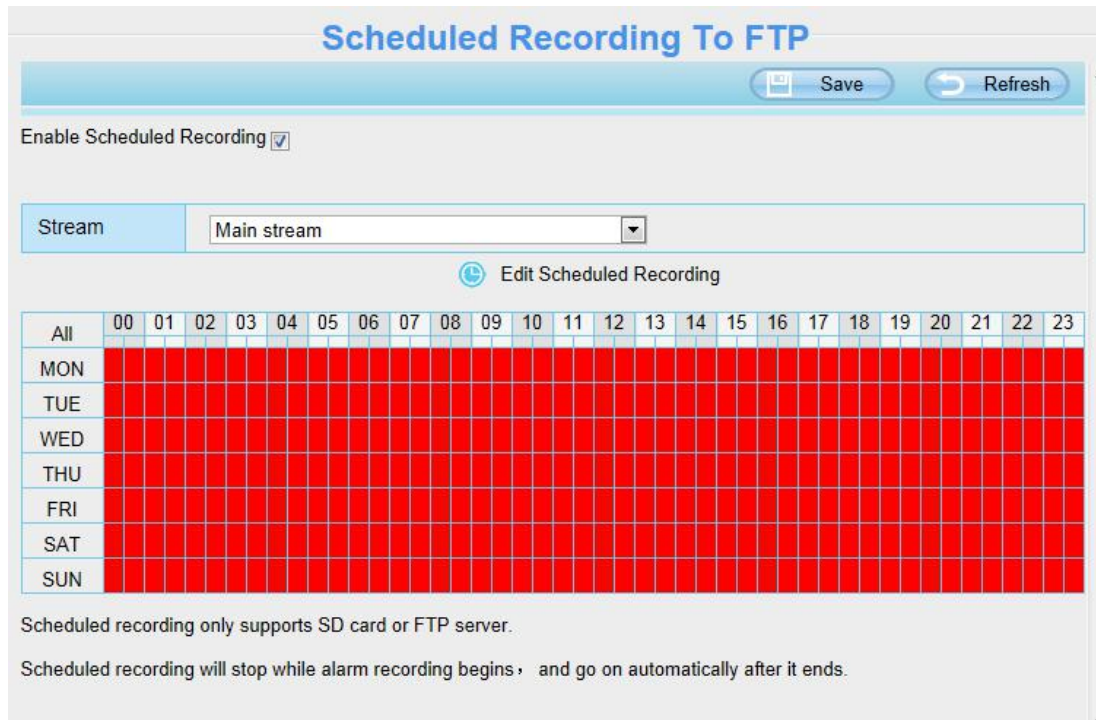 Scheduled Recording To FTP
Save Refresh
Enable Scheduled Recording
Stream Main stream
Edit Scheduled Recording
All 00 01 02 03 04 05 06 07 08 09 10 11 12 13 14 15 16 17 18 19 20 21 22 23
MON
TUE
WED
THU
FRI
SAT
SUN
Scheduled recording only supports SD card or FTP server.
Scheduled recording will stop while alarm recording begins， and go on automatically after it ends.